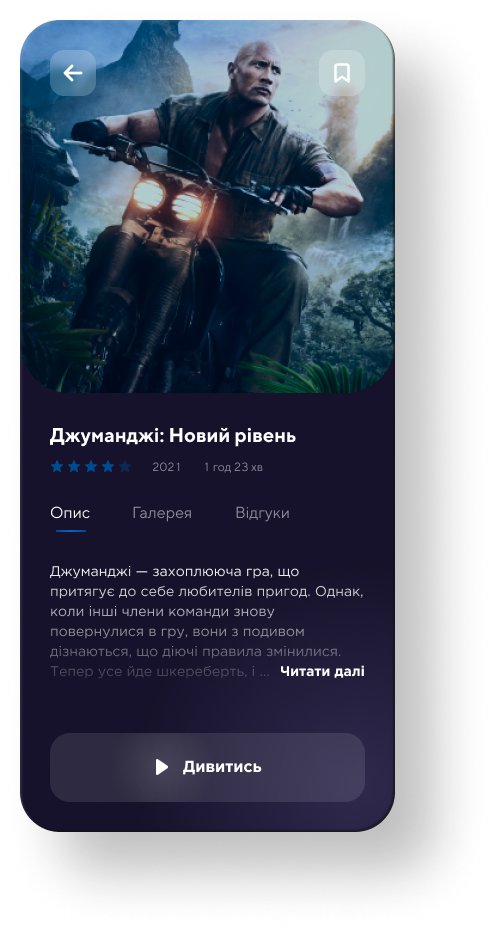 Джуманджі: Новий рівень
2021 1 год 23 хв
Опис Галерея Відгуки
Джуманджі — захоплююча гра, що
притягує до себе любителів пригод. Однак,
коли інші члени команди знову
повернулися в гру, вони з подивом
дізнаються, що діючі правила змінилися.
Тепер усе йде шкереберть, і ... Читати далі
Дивитись